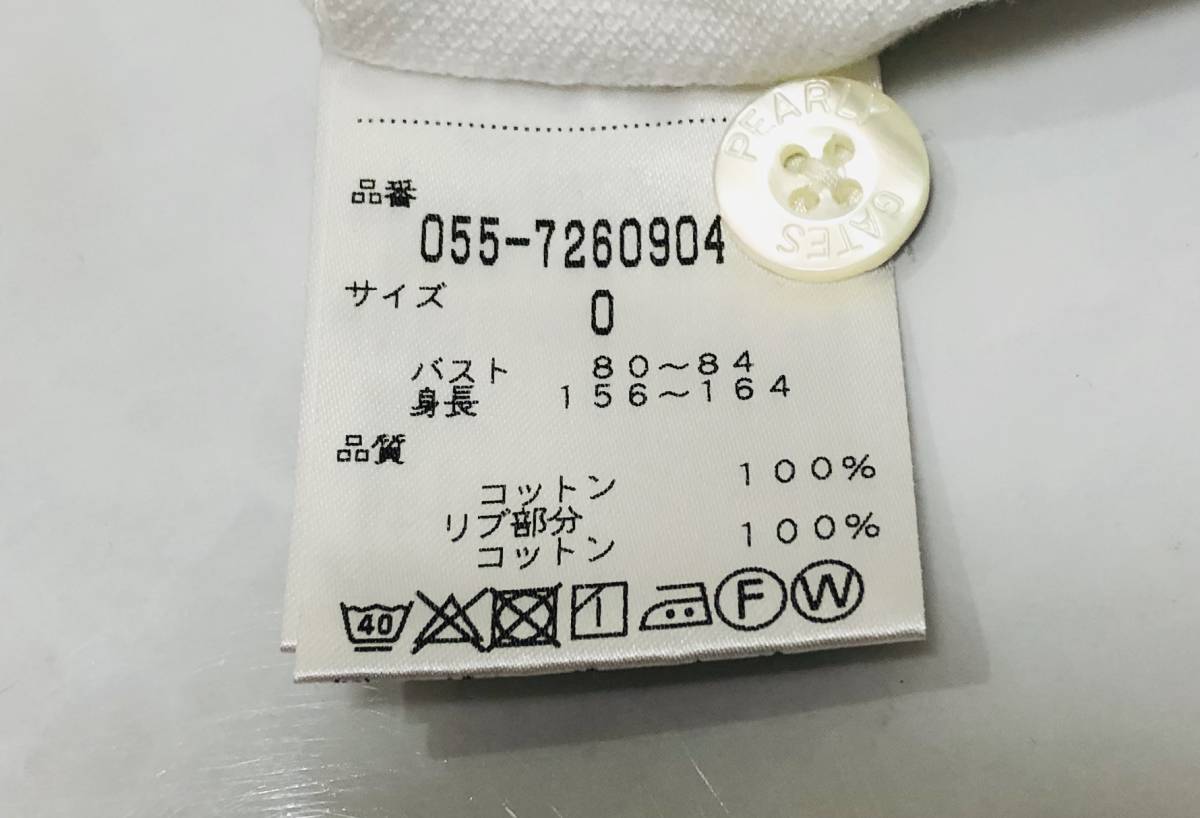 PEARLY GATES
品番
055-7260904
サイズ 0
バスト 80～84
身長 156～164
品質
コットン 100%
リブ部分
コットン 100%
40 F W